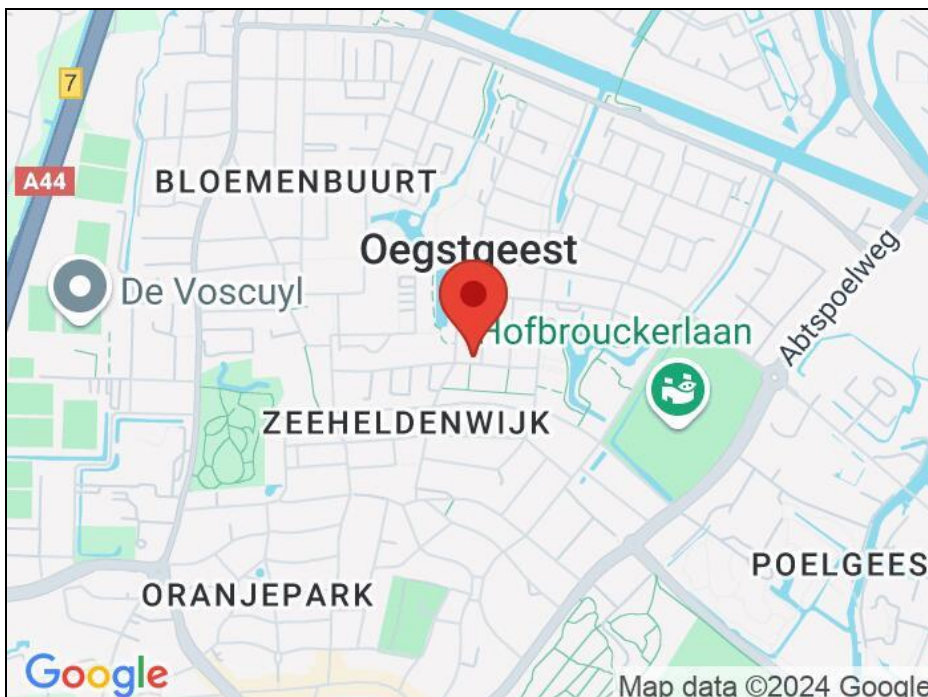 7
A44
BLOEMENBUURT
Oegstgeest
De Voscuyl
Hofbrouckerlaan
Abtspoelweg
ZEEHELDENWIJK
POELGEES
ORANJEPARK
Google
Map data ©2024 Google